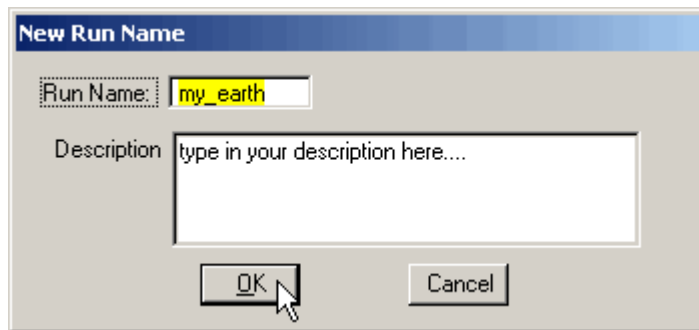 New Run Name
Run Name: my_earth
Description type in your description here....
OK Cancel